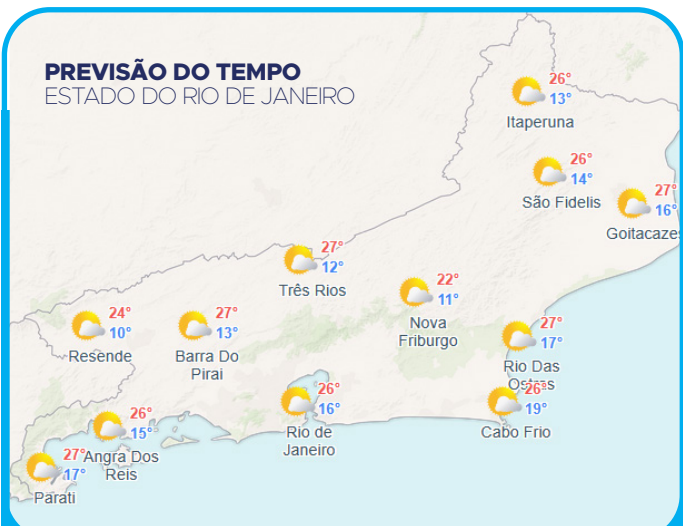 PREVISÃO DO TEMPO
ESTADO DO RIO DE JANEIRO
26°
13°
Itaperuna
26°
14°
São Fidelis
27°
16°
Goitacazes
27°
12°
Três Rios
22°
11°
Nova
Friburgo
24°
10°
Resende
27°
13°
Barra Do
Pirai
27°
17°
Rio Das
Ostras
26°
16°
Rio de
Janeiro
26°
19°
Cabo Frio
26°
15°
Angra Dos
Reis
27°
17°
Parati